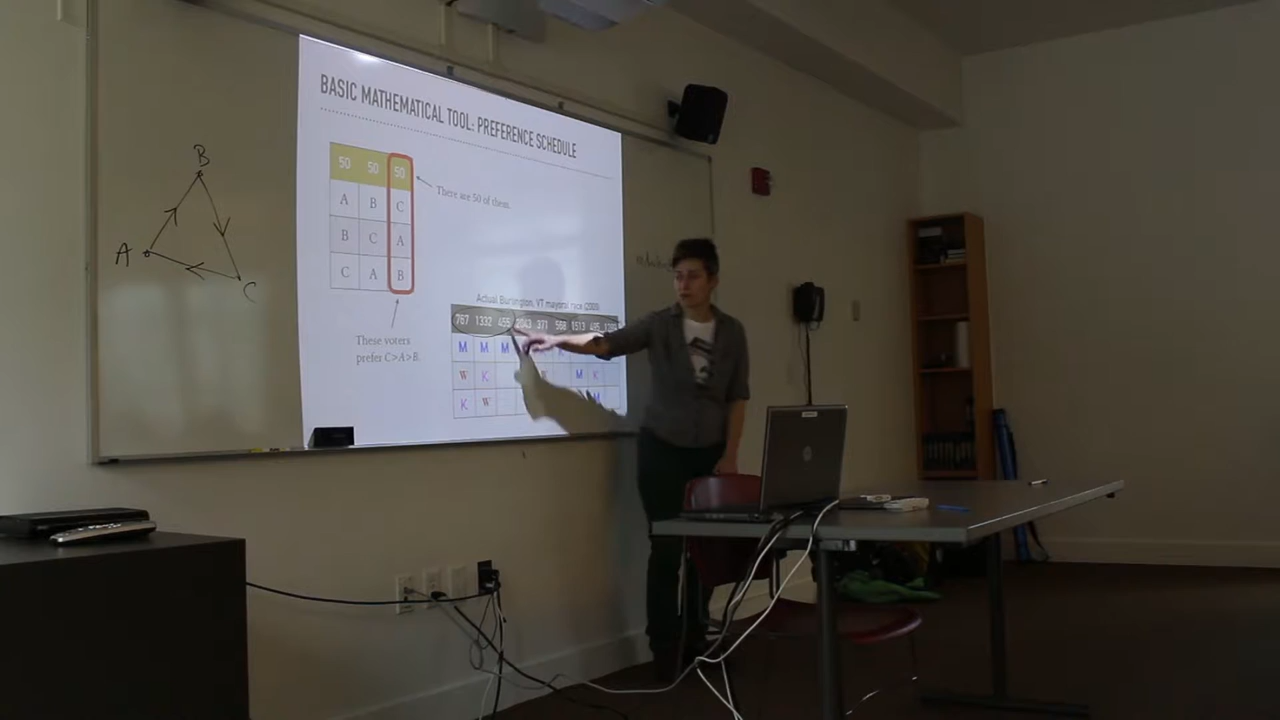 BASIC MATHEMATICAL TOOL: PREFERENCE SCHEDULE
B
A
C
50 50 50
A B C
B C A
C A B
There are 50 of them.
These voters
prefer C>A>B.
Actual Burlington, VT mayoral race (2009)
767 1332 455 2043 371 568 1513 495
M M M
W K M K
K W M